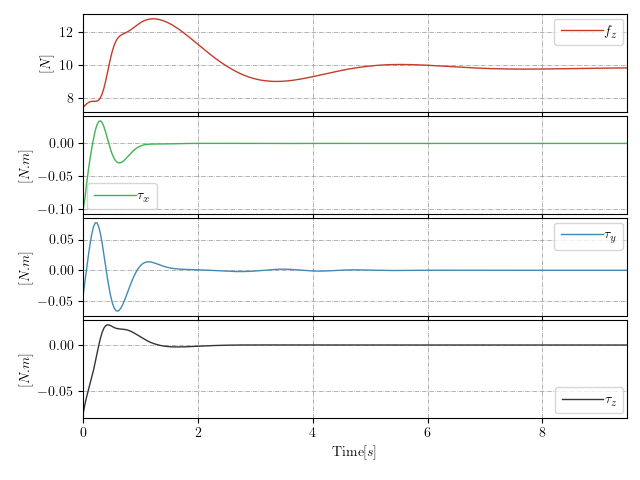 12
10
8
[N]
f_z
0.00
−0.05
−0.10
[N.m]
τ_x
0.05
0.00
−0.05
[N.m]
τ_y
0.00
−0.05
[N.m]
τ_z
0 2 4 6 8
Time[s]